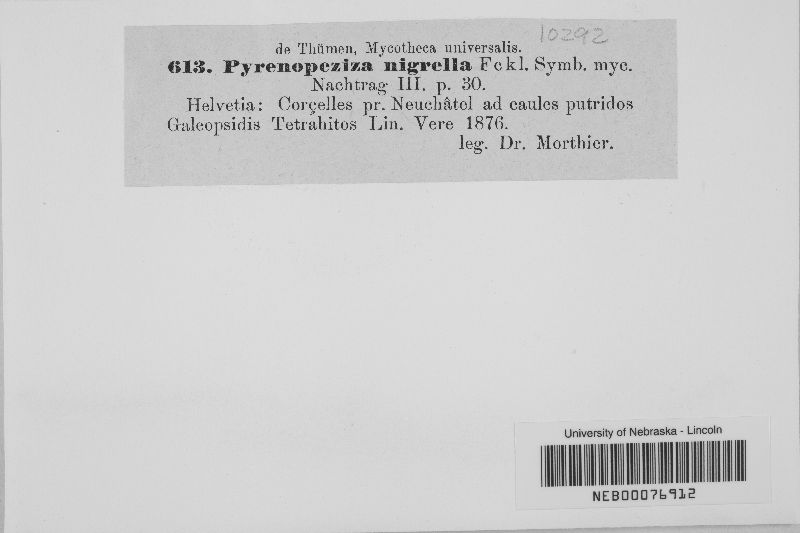 10292
de Thümen, Mycotheca universalis.
613. Pyrenopeziza nigrella Fckl. Symb. myc.
Nachtrag III. p. 30.
Helvetia: Corçelles pr. Neuchâtel ad caules putridos
Galeopsidis Tetrahitos Lin. Vere 1876.
leg. Dr. Morthier.
University of Nebraska - Lincoln
NEB00076912